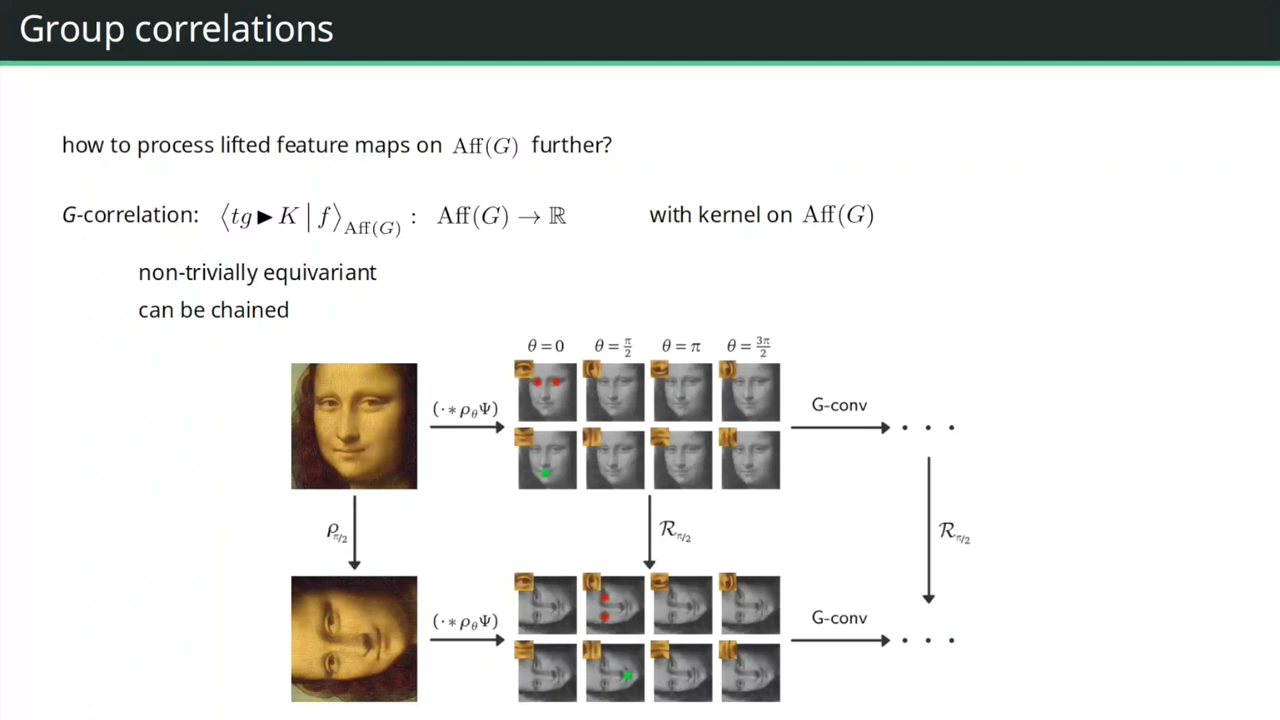 Group correlations
how to process lifted feature maps on Aff(G) further?
G-correlation: ⟨tg ▶ K | f⟩_Aff(G) : Aff(G) → ℝ with kernel on Aff(G)
non-trivially equivariant
can be chained
θ = 0 θ = π/2 θ = π θ = 3π/2
(· * ρ_θ Ψ) G-conv · · ·
ρ_π/2 R_π/2 R_π/2
(· * ρ_θ Ψ) G-conv · · ·